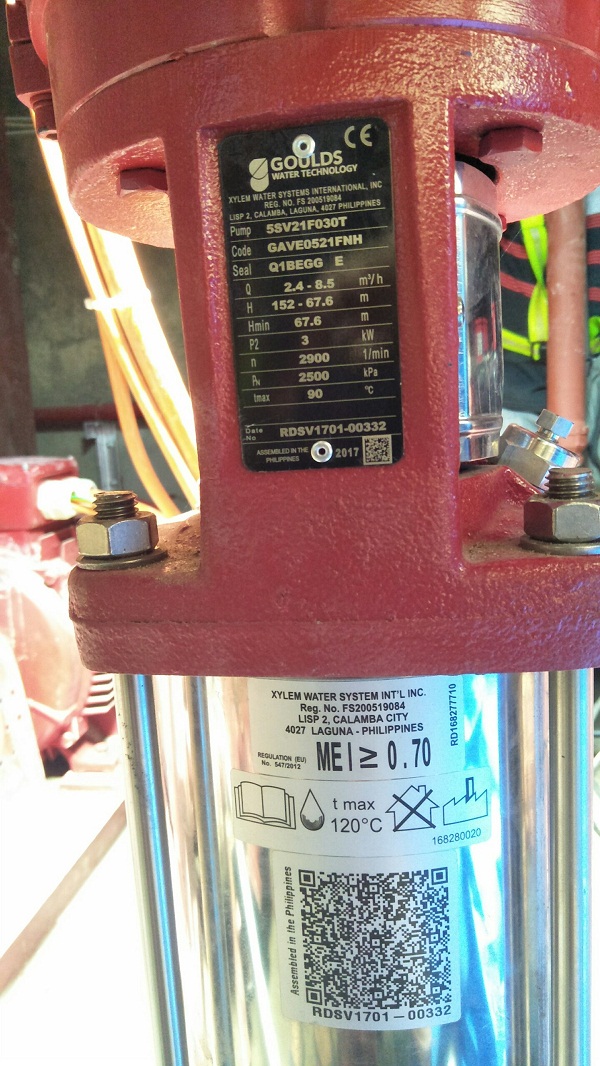 CE
GOULDS
WATER TECHNOLOGY
XYLEM WATER SYSTEMS INTERNATIONAL, INC
REG. NO. FS 200519084
LISP 2, CALAMBA, LAGUNA, 4027 PHILIPPINES
Pump 5SV21F030T
Code GAVE0521FNH
Seal Q1BEGG E
Q 2.4 - 8.5 m³/h
H 152 - 67.6 m
Hmin 67.6 m
P2 3 kW
n 2900 1/min
PN 2500 kPa
tmax 90 °C
Date
No RDSV1701-00332
ASSEMBLED IN THE
PHILIPPINES
2017
XYLEM WATER SYSTEM INT'L INC.
Reg. No. FS200519084
LISP 2, CALAMBA CITY
4027 LAGUNA - PHILIPPINES
RD168277710
REGULATION (EU)
No. 547/2012
MEI ≥ 0.70
t max
120°C
168280020
Assembled in the Philippines
RDSV1701-00332